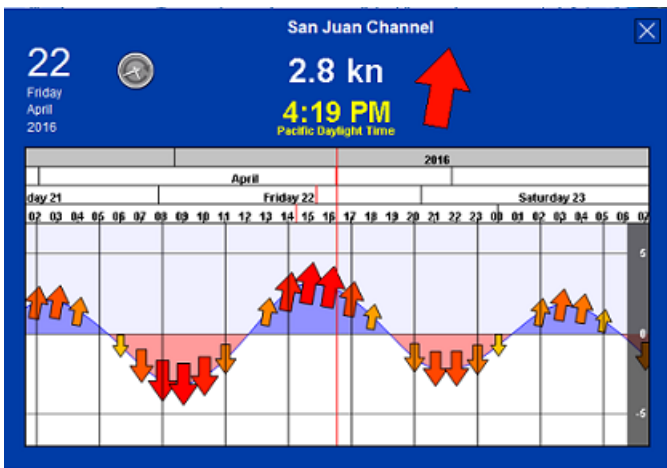 San Juan Channel
22
Friday
April
2016
2.8 kn
4:19 PM
Pacific Daylight Time
2016
April
day 21 Friday 22 Saturday 23
02 03 04 05 06 07 08 09 10 11 12 13 14 15 16 17 18 19 20 21 22 23 00 01 02 03 04 05 06 07
5
0
-5